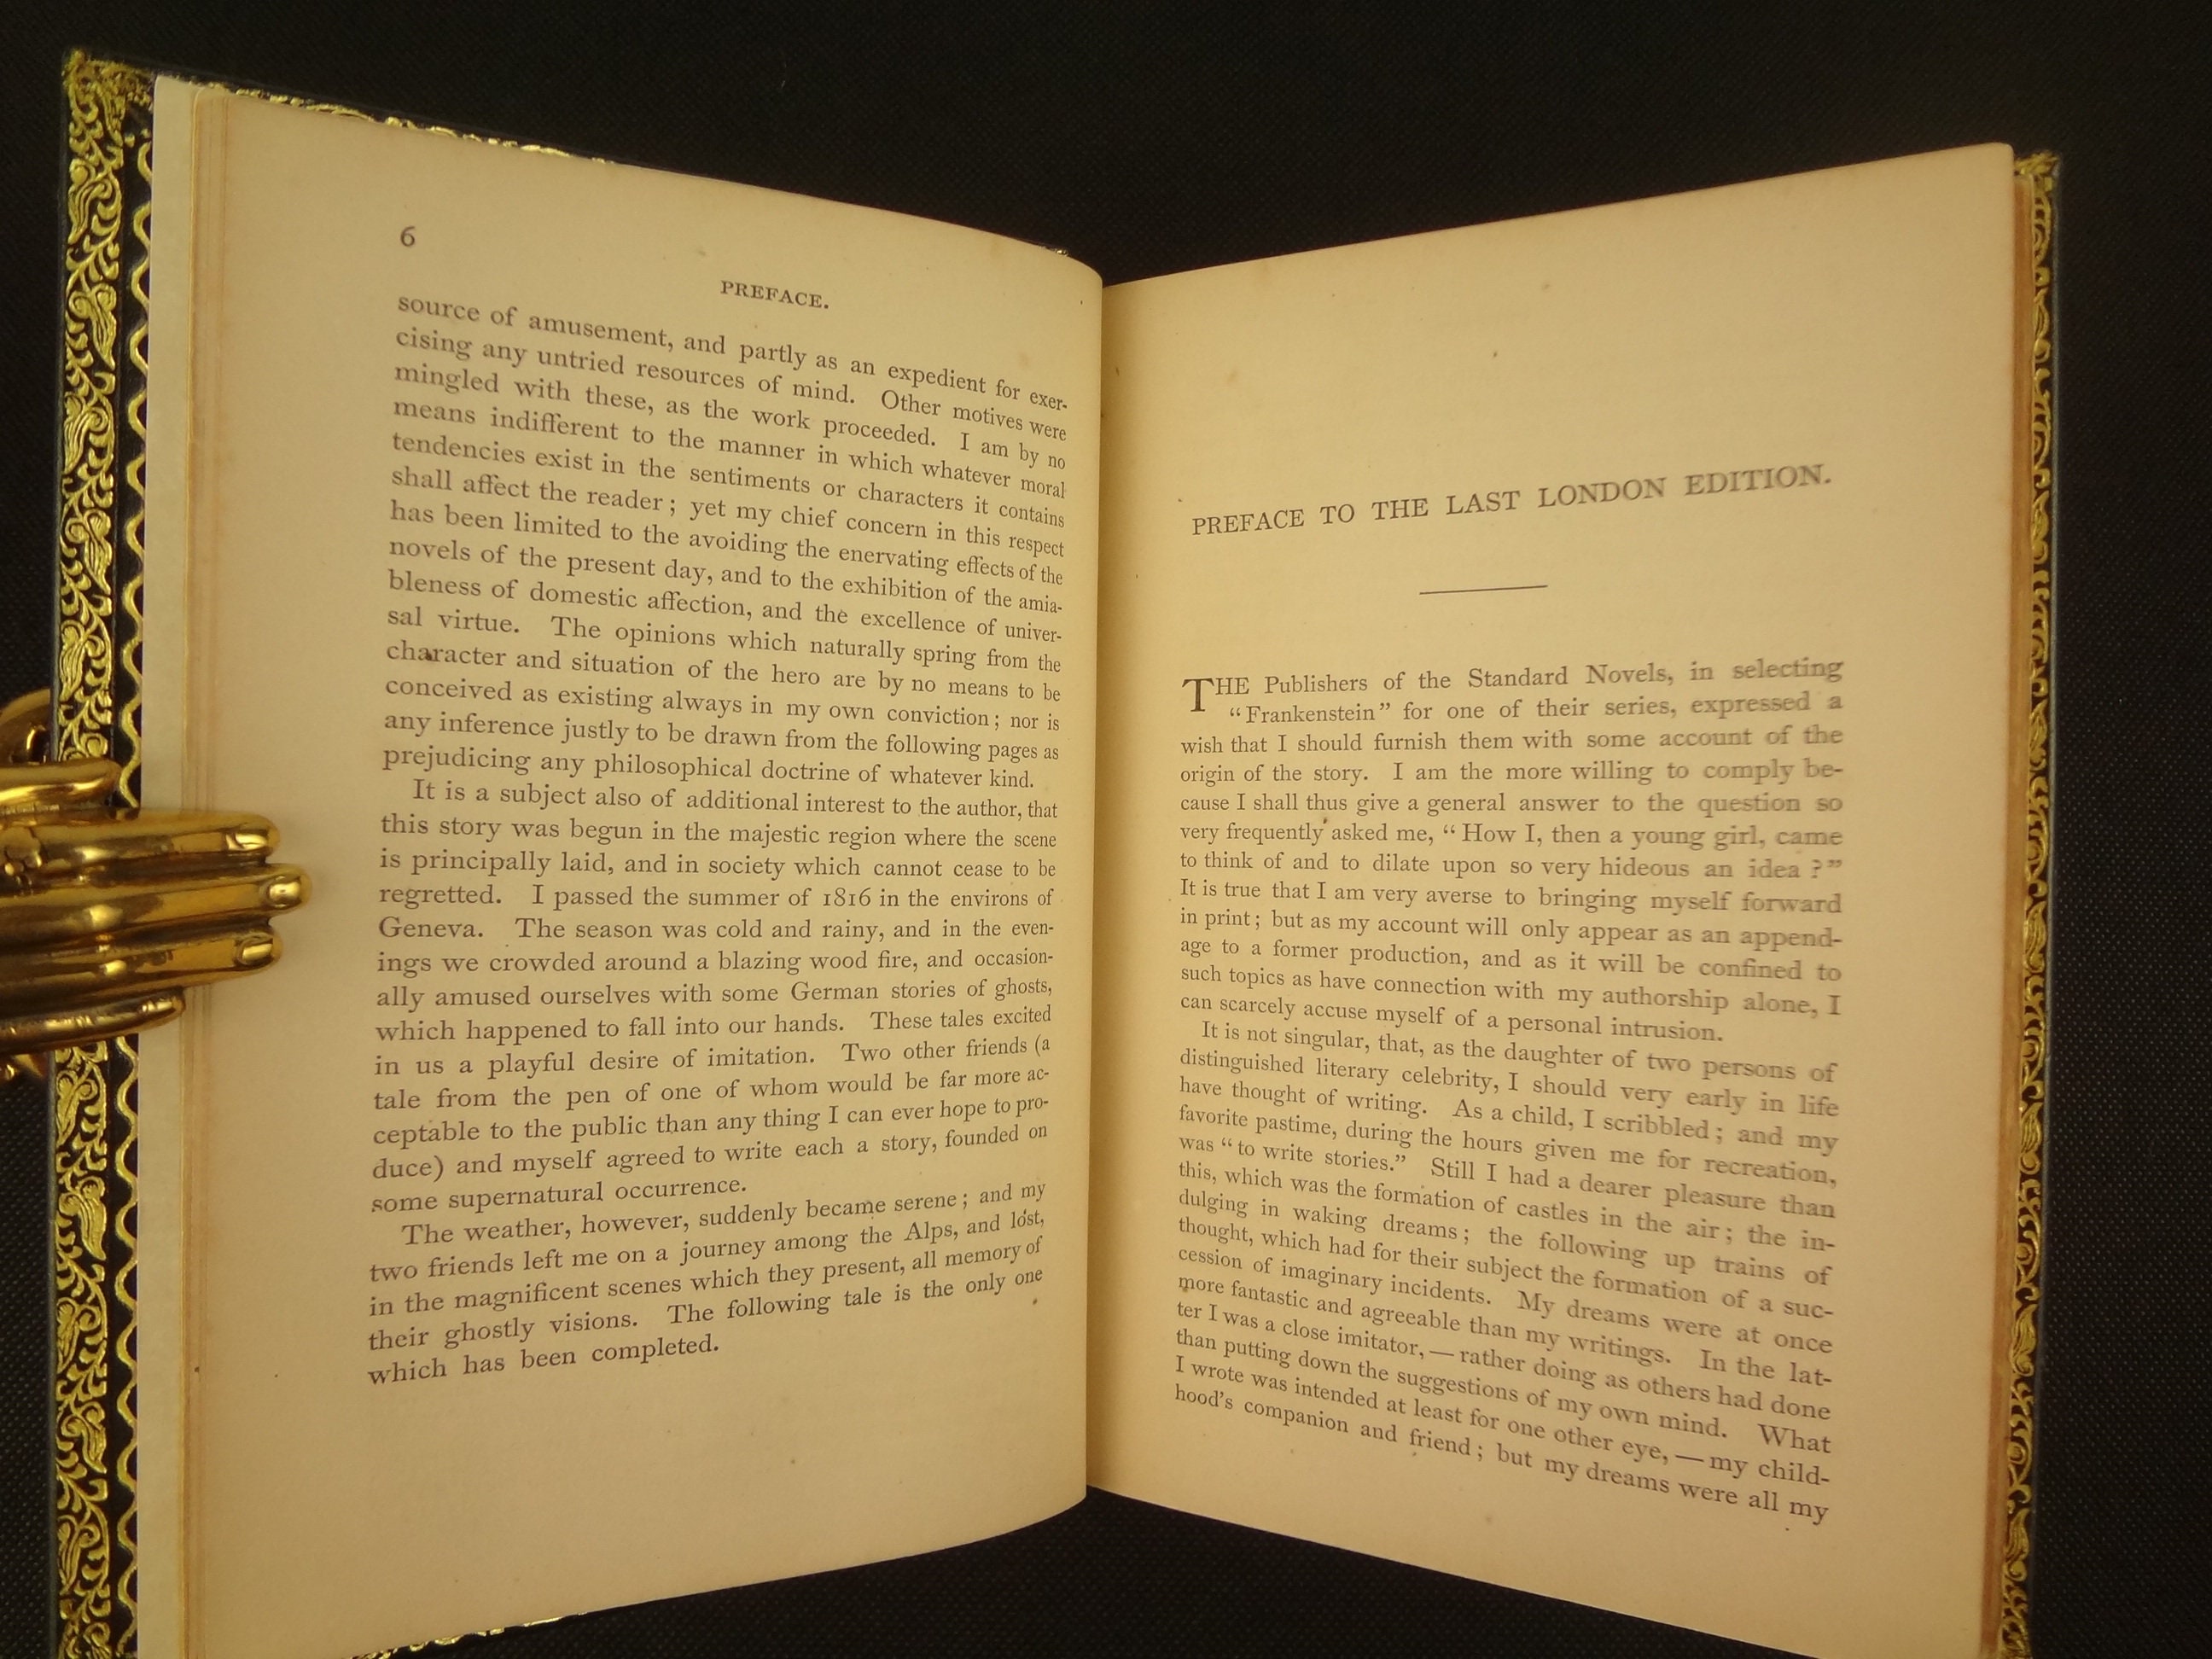 6
PREFACE.
source of amusement, and partly as an expedient for exer-
cising any untried resources of mind. Other motives were
mingled with these, as the work proceeded. I am by no
means indifferent to the manner in which whatever moral
tendencies exist in the sentiments or characters it contains
shall affect the reader; yet my chief concern in this respect
has been limited to the avoiding the enervating effects of the
novels of the present day, and to the exhibition of the amia-
bleness of domestic affection, and the excellence of univer-
sal virtue. The opinions which naturally spring from the
character and situation of the hero are by no means to be
conceived as existing always in my own conviction; nor is
any inference justly to be drawn from the following pages as
prejudicing any philosophical doctrine of whatever kind.
It is a subject also of additional interest to the author, that
this story was begun in the majestic region where the scene
is principally laid, and in society which cannot cease to be
regretted. I passed the summer of 1816 in the environs of
Geneva. The season was cold and rainy, and in the even-
ings we crowded around a blazing wood fire, and occasion-
ally amused ourselves with some German stories of ghosts,
which happened to fall into our hands. These tales excited
in us a playful desire of imitation. Two other friends (a
tale from the pen of one of whom would be far more ac-
ceptable to the public than any thing I can ever hope to pro-
duce) and myself agreed to write each a story, founded on
some supernatural occurrence.
The weather, however, suddenly became serene; and my
two friends left me on a journey among the Alps, and lost,
in the magnificent scenes which they present, all memory of
their ghostly visions. The following tale is the only one
which has been completed.
PREFACE TO THE LAST LONDON EDITION.
THE Publishers of the Standard Novels, in selecting
"Frankenstein" for one of their series, expressed a
wish that I should furnish them with some account of the
origin of the story. I am the more willing to comply be-
cause I shall thus give a general answer to the question so
very frequently asked me, "How I, then a young girl, came
to think of and to dilate upon so very hideous an idea?"
It is true that I am very averse to bringing myself forward
in print; but as my account will only appear as an append-
age to a former production, and as it will be confined to
such topics as have connection with my authorship alone, I
can scarcely accuse myself of a personal intrusion.
It is not singular, that, as the daughter of two persons of
distinguished literary celebrity, I should very early in life
have thought of writing. As a child, I scribbled; and my
favorite pastime, during the hours given me for recreation,
was "to write stories." Still I had a dearer pleasure than
this, which was the formation of castles in the air; the in-
dulging in waking dreams; the following up trains of
thought, which had for their subject the formation of a suc-
cession of imaginary incidents. My dreams were at once
more fantastic and agreeable than my writings. In the lat-
ter I was a close imitator, — rather doing as others had done
than putting down the suggestions of my own mind. What
I wrote was intended at least for one other eye, — my child-
hood's companion and friend; but my dreams were all my